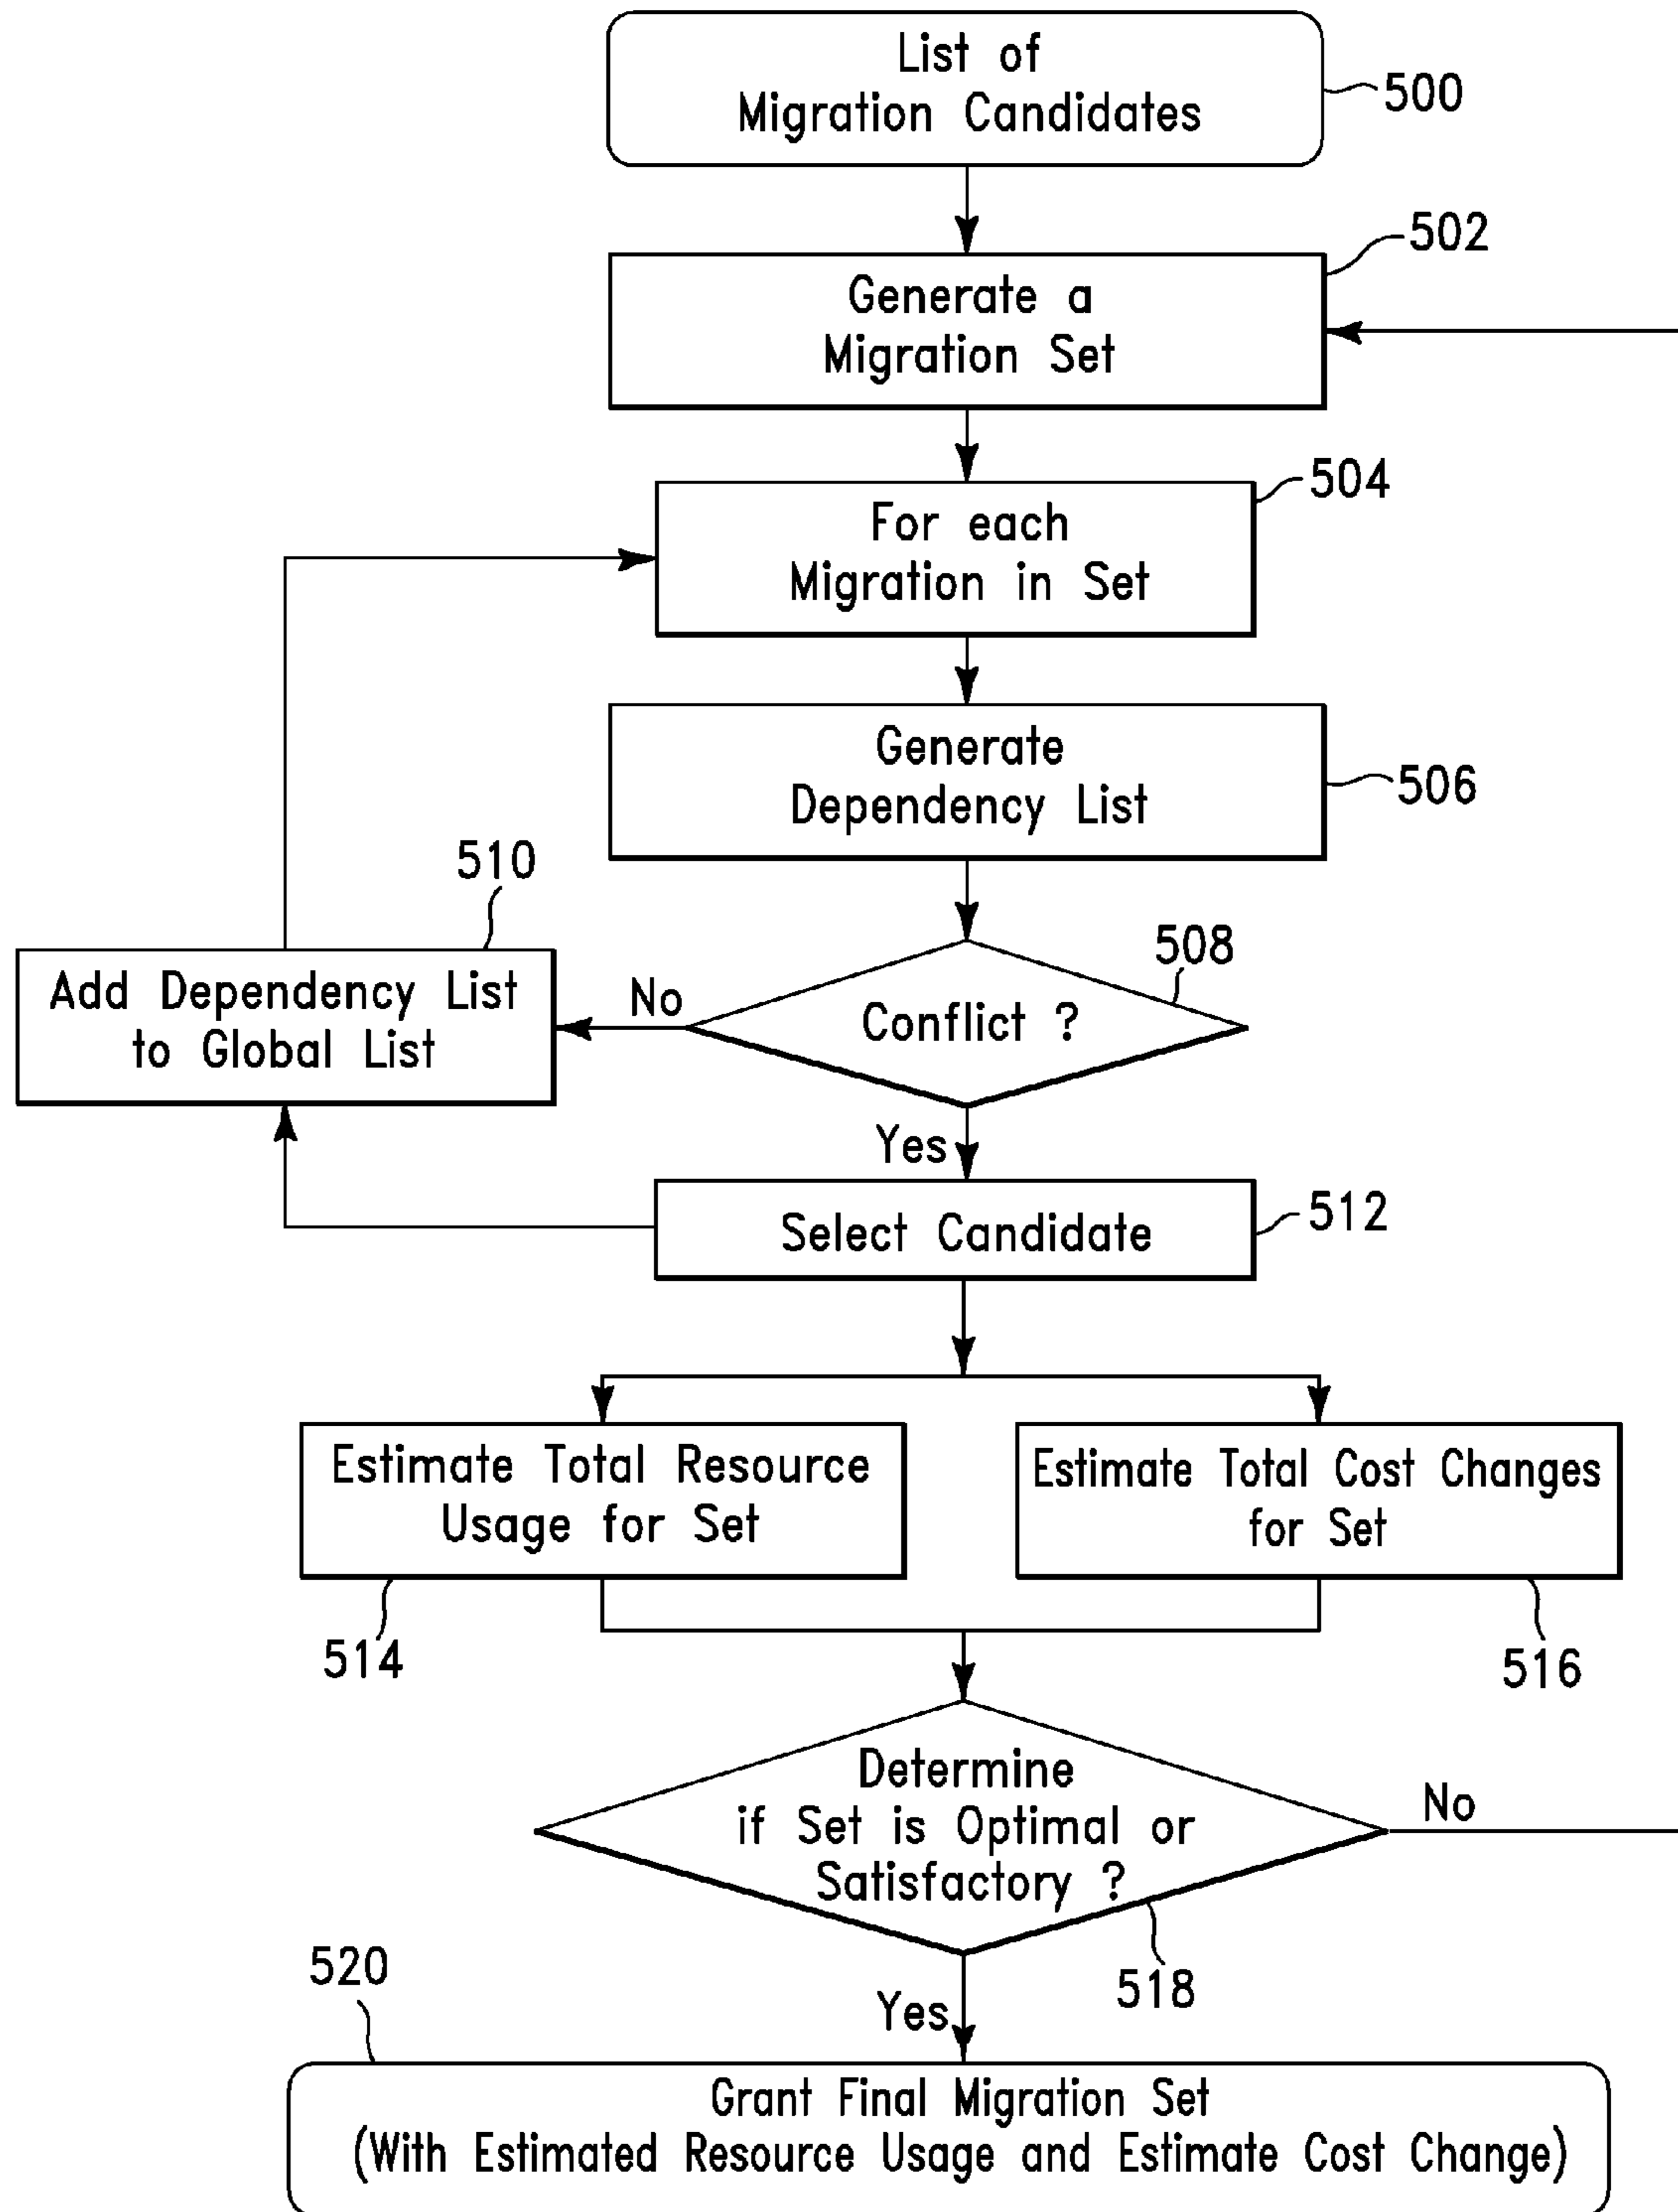 List of
Migration Candidates
500
502
Generate a
Migration Set
504
For each
Migration in Set
Generate
Dependency List
506
510
508
Add Dependency List
to Global List
No
Conflict ?
Yes
Select Candidate
512
Estimate Total Resource
Usage for Set
Estimate Total Cost Changes
for Set
514
516
Determine
if Set is Optimal or
Satisfactory ?
No
518
520
Yes
Grant Final Migration Set
(With Estimated Resource Usage and Estimate Cost Change)